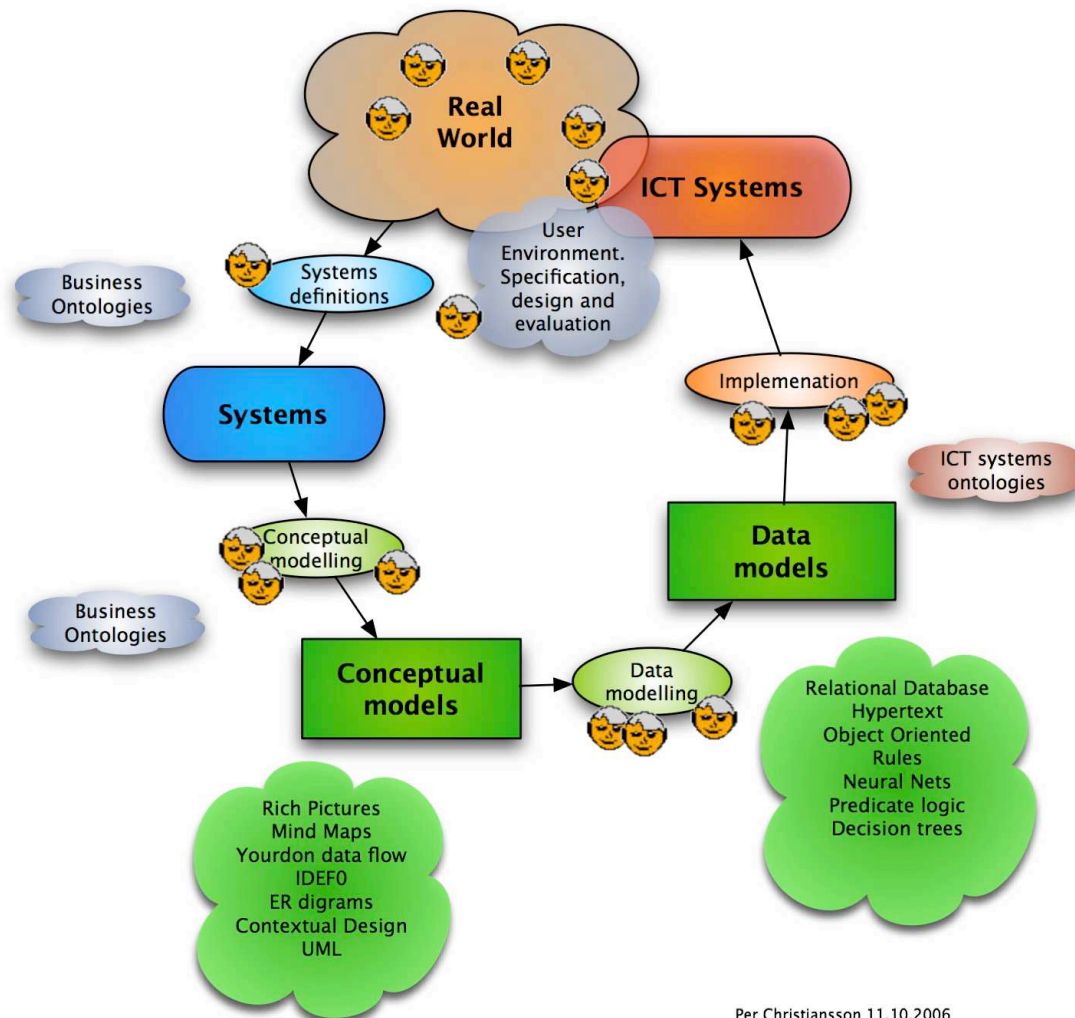 Real
World
ICT Systems
User
Environment.
Specification,
design and
evaluation
Systems
definitions
Business
Ontologies
Systems
Implemenation
ICT systems
ontologies
Conceptual
modelling
Data
models
Business
Ontologies
Conceptual
models
Data
modelling
Relational Database
Hypertext
Object Oriented
Rules
Neural Nets
Predicate logic
Decision trees
Rich Pictures
Mind Maps
Yourdon data flow
IDEF0
ER digrams
Contextual Design
UML
Per Christiansson 11.10.2006